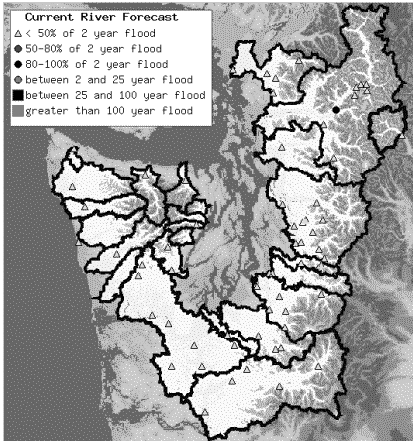 Current River Forecast
< 50% of 2 year flood
50-80% of 2 year flood
80-100% of 2 year flood
between 2 and 25 year flood
between 25 and 100 year flood
greater than 100 year flood